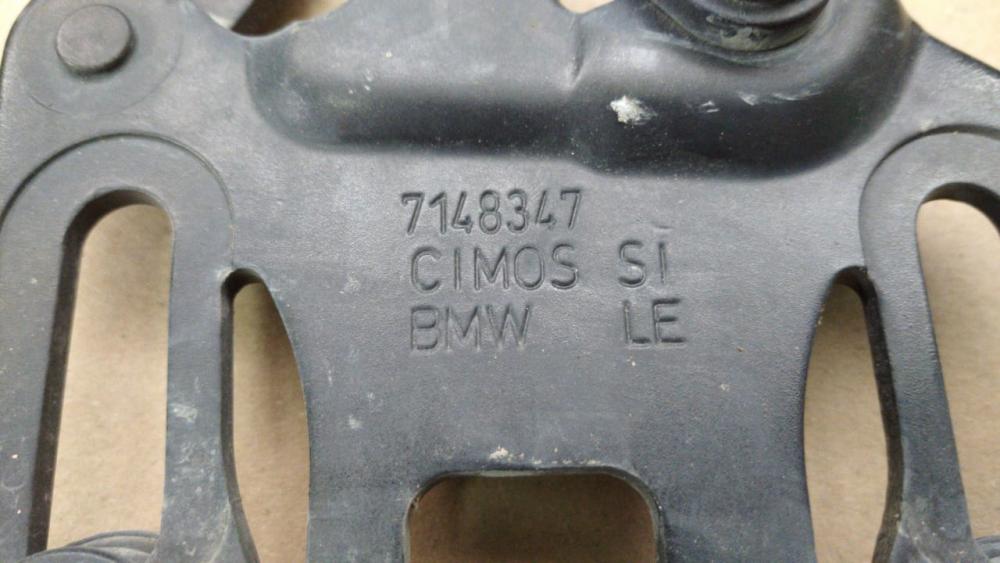 7148347
CIMOS SI
BMW LE